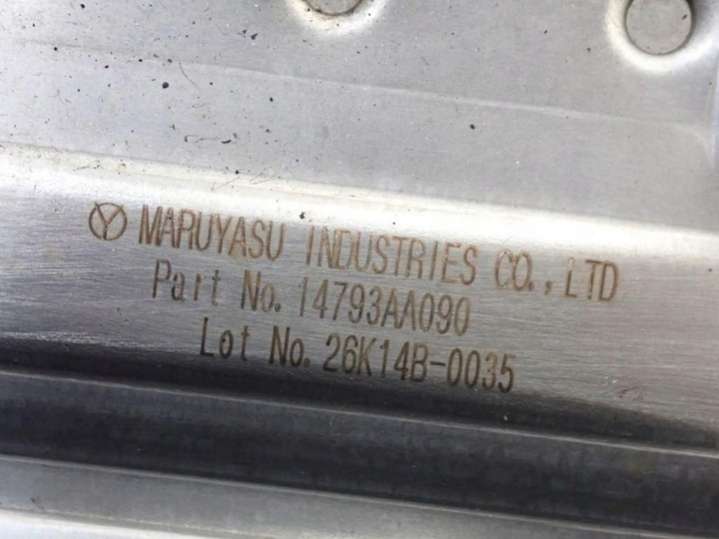 MARUYASU INDUSTRIES CO., LTD
Part No. 14793AA090
Lot No. 26K14B-0035